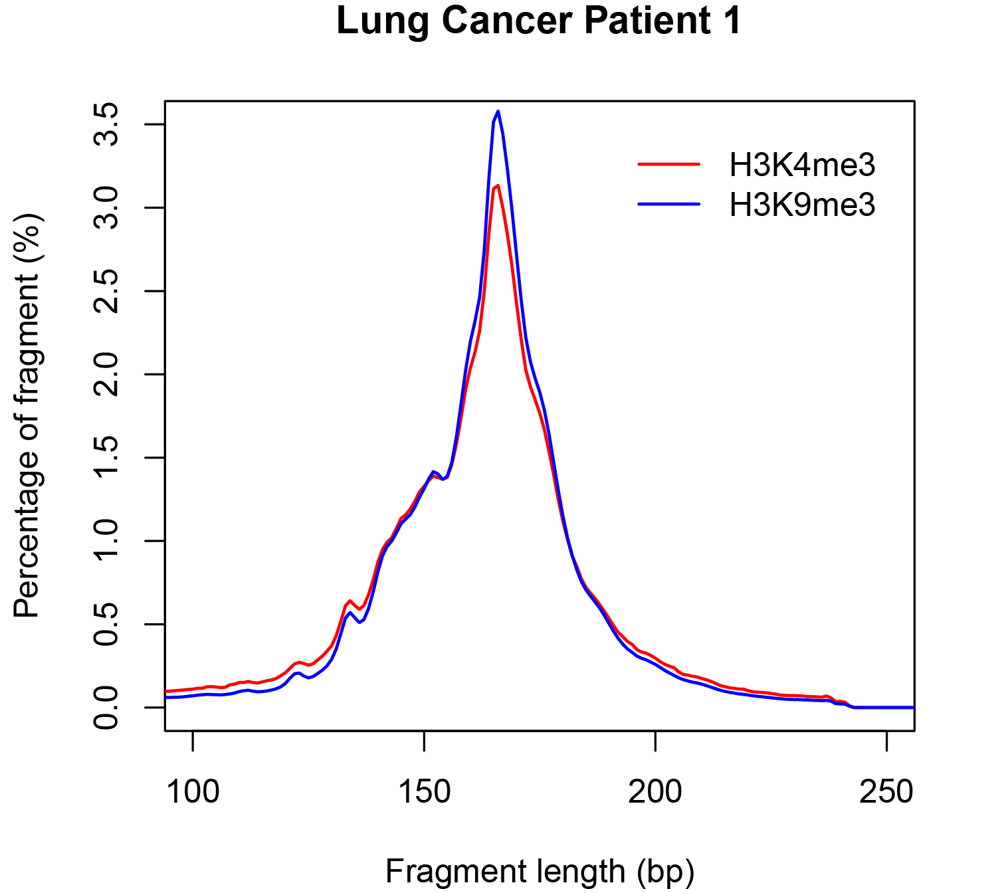 Lung Cancer Patient 1
Percentage of fragment (%)
3.5
3.0
2.5
2.0
1.5
1.0
0.5
0.0
H3K4me3
H3K9me3
100 150 200 250
Fragment length (bp)